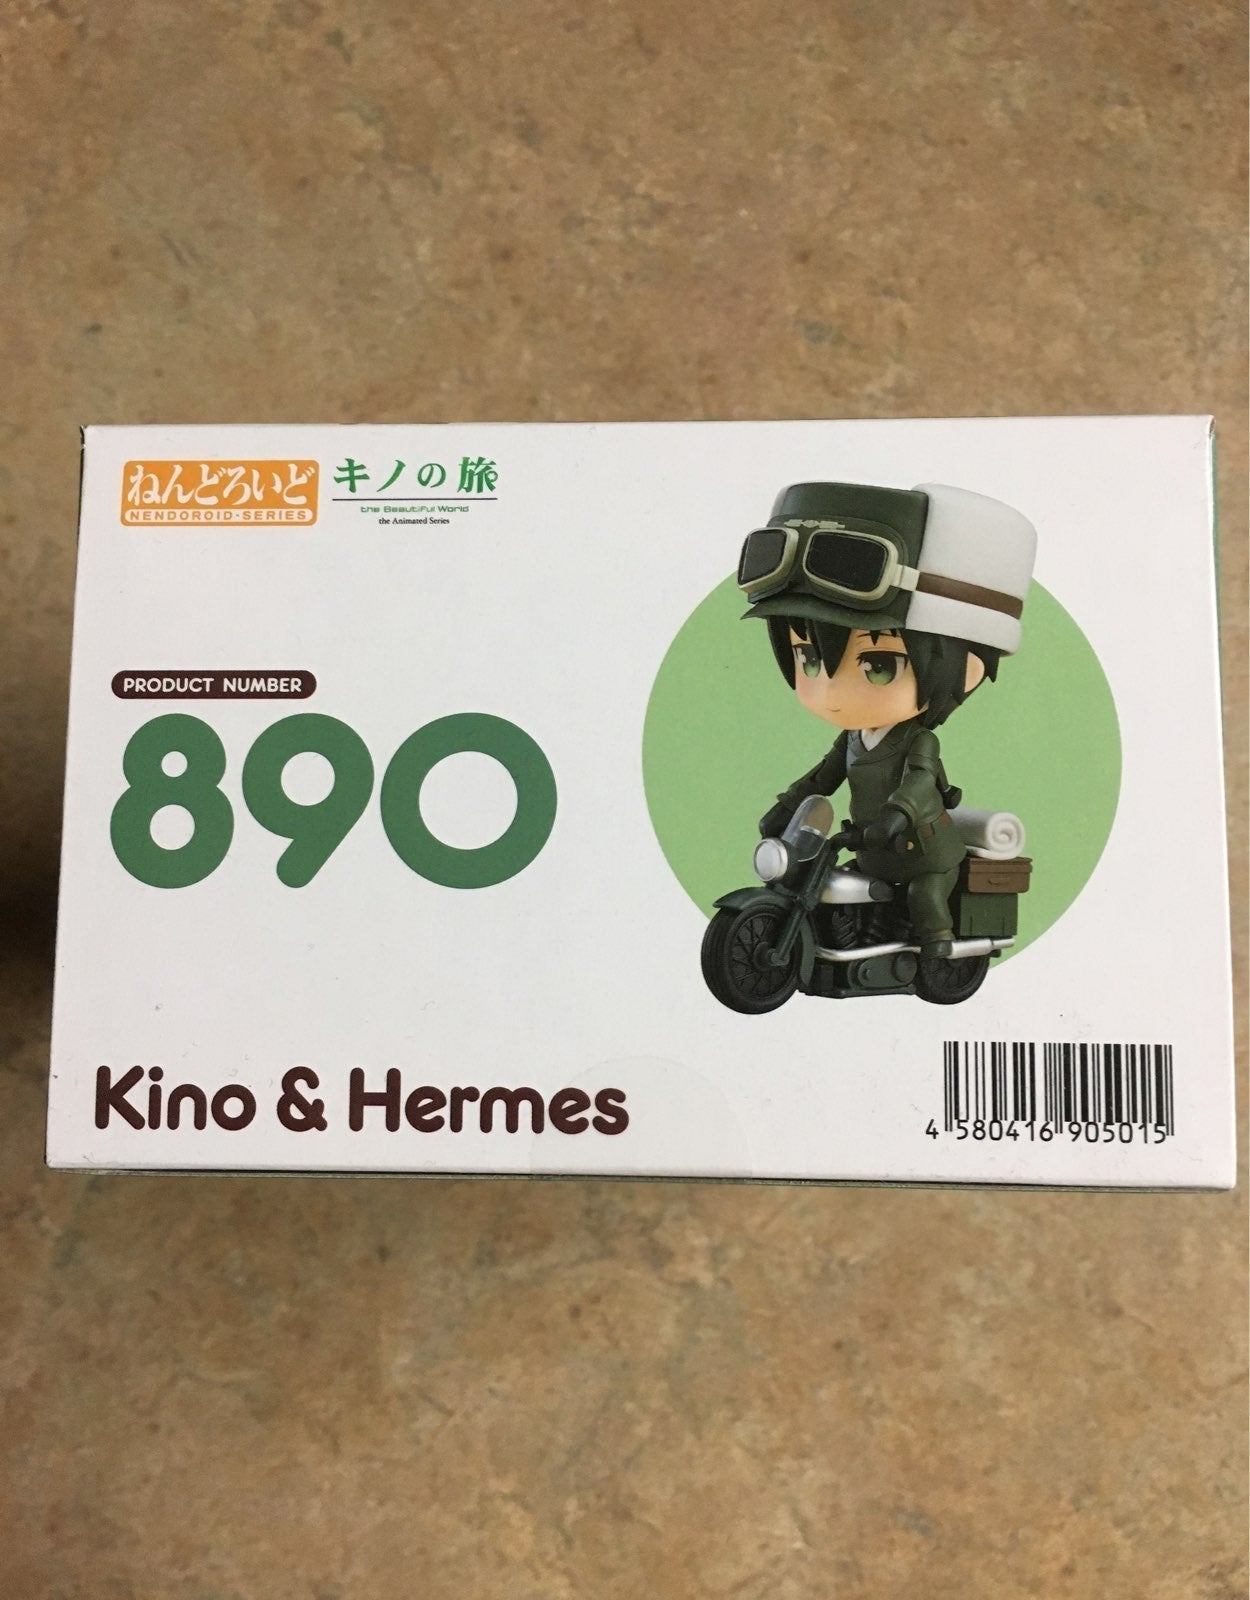 ねんどろいど
NENDOROID-SERIES
キノの旅
the Beautiful World
the Animated Series
PRODUCT NUMBER
890
Kino & Hermes
4 580416 905015